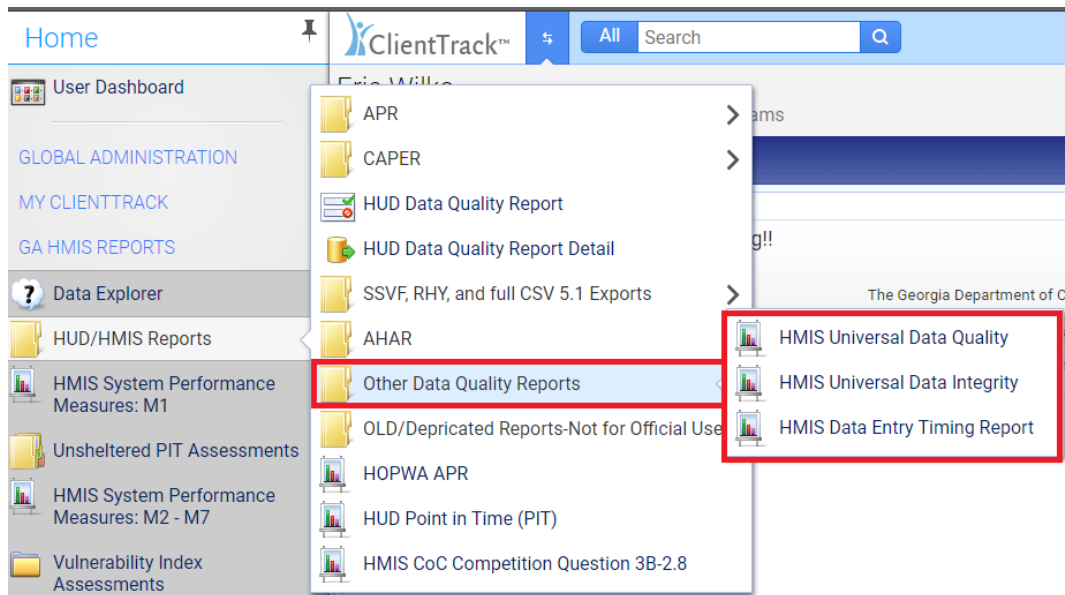 Home
ClientTrack™
All
Search
User Dashboard
GLOBAL ADMINISTRATION
MY CLIENTTRACK
GA HMIS REPORTS
Data Explorer
HUD/HMIS Reports
HMIS System Performance
Measures: M1
Unsheltered PIT Assessments
HMIS System Performance
Measures: M2 - M7
Vulnerability Index
Assessments
APR
CAPER
HUD Data Quality Report
HUD Data Quality Report Detail
SSVF, RHY, and full CSV 5.1 Exports
AHAR
Other Data Quality Reports
OLD/Depricated Reports-Not for Official Use
HOPWA APR
HUD Point in Time (PIT)
HMIS CoC Competition Question 3B-2.8
ams
g!!
The Georgia Department of
HMIS Universal Data Quality
HMIS Universal Data Integrity
HMIS Data Entry Timing Report